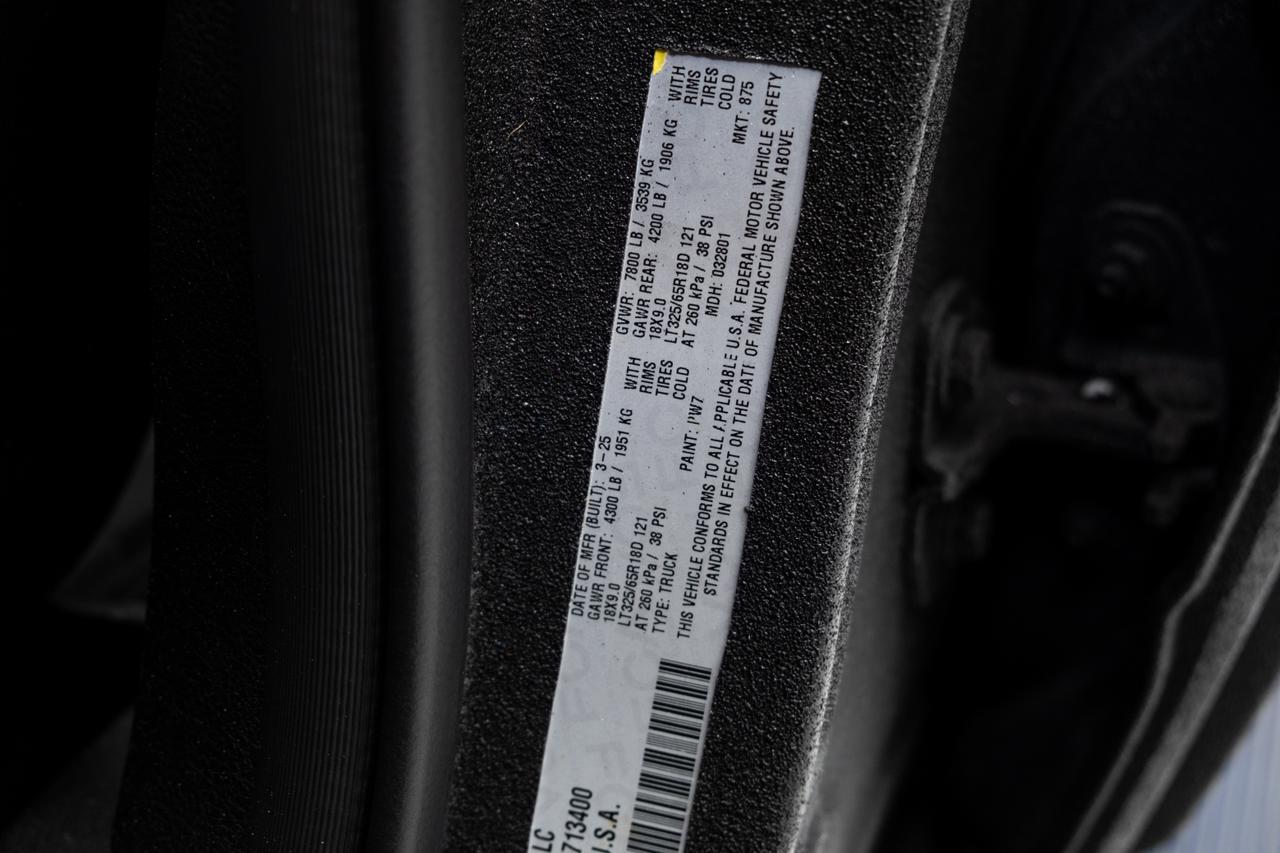 LC
DATE OF MFR (BUILT): 3-25 GVWR: 7800 LB / 3539 KG
GAWR FRONT: 4300 LB / 1951 KG WITH GAWR REAR: 4200 LB / 1906 KG WITH
18X9.0 RIMS 18X9.0 RIMS
LT325/65R18D 121 TIRES LT325/65R18D 121 TIRES
AT 260 kPa / 38 PSI COLD AT 260 kPa / 38 PSI COLD
713400 TYPE: TRUCK PAINT: PW7 MDH: 032801 MKT: 875
U.S.A. THIS VEHICLE CONFORMS TO ALL APPLICABLE U.S.A. FEDERAL MOTOR VEHICLE SAFETY
STANDARDS IN EFFECT ON THE DATE OF MANUFACTURE SHOWN ABOVE.